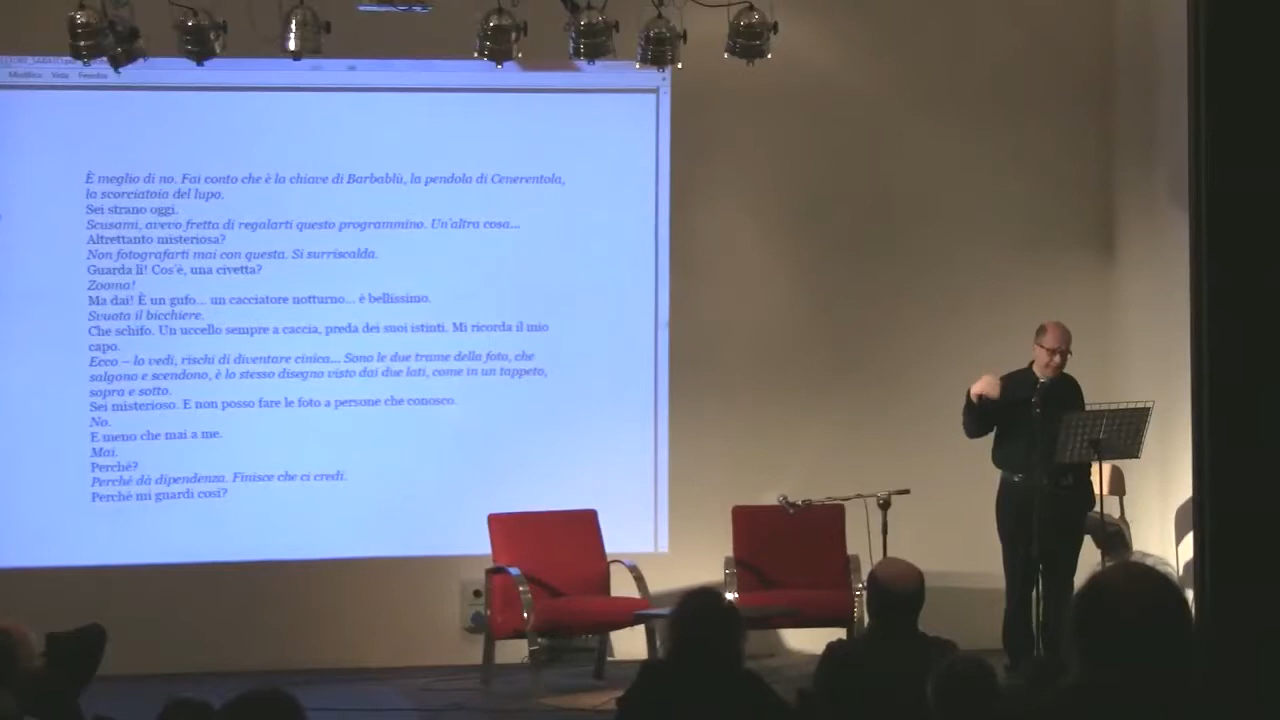 Modifica Vista Finestra
È meglio di no. Fai conto che è la chiave di Barbablù, la pendola di Cenerentola,
la scorciatoia del lupo.
Sei strano oggi.
Scusami, avevo fretta di regalarti questo programmino. Un'altra cosa...
Altrettanto misteriosa?
Non fotografarti mai con questa. Si surriscalda.
Guarda lì! Cos'è, una civetta?
Zooma!
Ma dai! È un gufo... un cacciatore notturno... è bellissimo.
Svuota il bicchiere.
Che schifo. Un uccello sempre a caccia, preda dei suoi istinti. Mi ricorda il mio
capo.
Ecco – lo vedi, rischi di diventare cinica... Sono le due trame della foto, che
salgono e scendono, è lo stesso disegno visto dai due lati, come in un tappeto,
sopra e sotto.
Sei misterioso. E non posso fare le foto a persone che conosco.
No.
E meno che mai a me.
Mai.
Perché?
Perché dà dipendenza. Finisce che ci credi.
Perché mi guardi così?